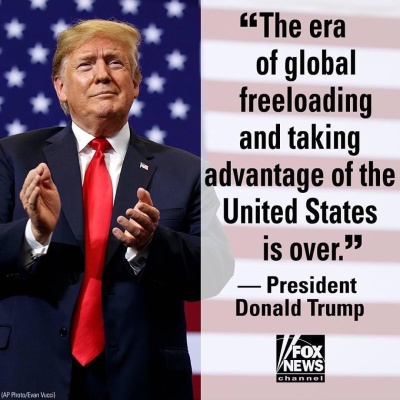 “The era
of global
freeloading
and taking
advantage of the
United States
is over.”
— President
Donald Trump
FOX
NEWS
channel
(AP Photo/Evan Vucci)